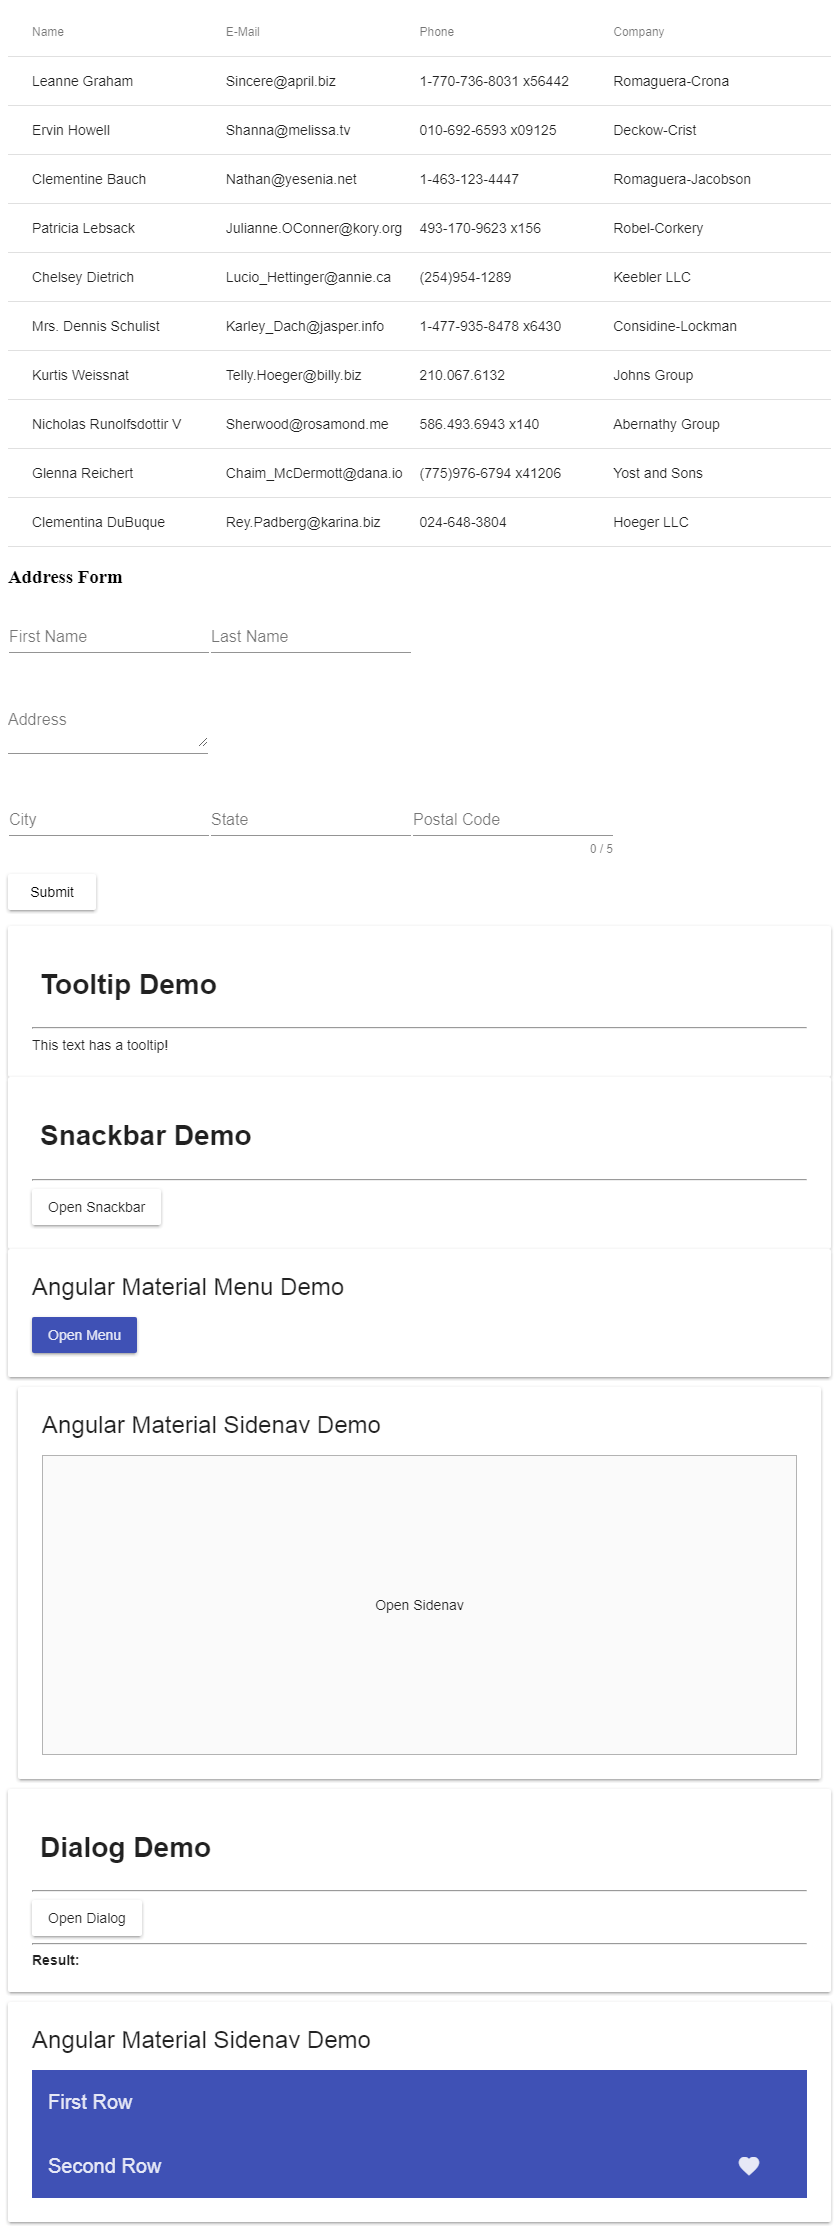 Name E-Mail Phone Company
Leanne Graham Sincere@april.biz 1-770-736-8031 x56442 Romaguera-Crona
Ervin Howell Shanna@melissa.tv 010-692-6593 x09125 Deckow-Crist
Clementine Bauch Nathan@yesenia.net 1-463-123-4447 Romaguera-Jacobson
Patricia Lebsack Julianne.OConner@kory.org 493-170-9623 x156 Robel-Corkery
Chelsey Dietrich Lucio_Hettinger@annie.ca (254)954-1289 Keebler LLC
Mrs. Dennis Schulist Karley_Dach@jasper.info 1-477-935-8478 x6430 Considine-Lockman
Kurtis Weissnat Telly.Hoeger@billy.biz 210.067.6132 Johns Group
Nicholas Runolfsdottir V Sherwood@rosamond.me 586.493.6943 x140 Abernathy Group
Glenna Reichert Chaim_McDermott@dana.io (775)976-6794 x41206 Yost and Sons
Clementina DuBuque Rey.Padberg@karina.biz 024-648-3804 Hoeger LLC
Address Form
First Name Last Name
Address
City State Postal Code
0 / 5
Submit
Tooltip Demo
This text has a tooltip!
Snackbar Demo
Open Snackbar
Angular Material Menu Demo
Open Menu
Angular Material Sidenav Demo
Open Sidenav
Dialog Demo
Open Dialog
Result:
Angular Material Sidenav Demo
First Row
Second Row